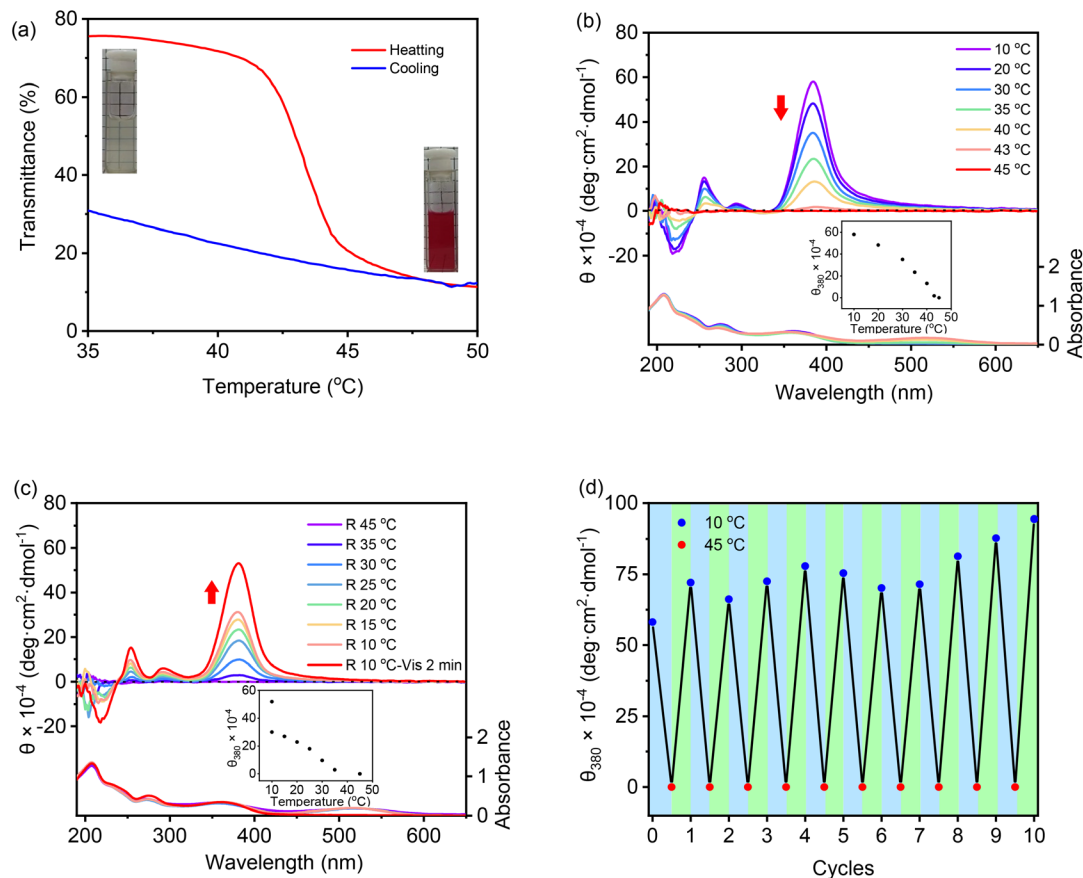 (a)
80
60
40
20
0
Transmittance (%)
Heatting
Cooling
35 40 45 50
Temperature (ºC)
(b)
80
60
40
20
0
-20
θ ×10⁻⁴ (deg·cm²·dmol⁻¹)
10 ºC
20 ºC
30 ºC
35 ºC
40 ºC
43 ºC
45 ºC
60
40
20
0
θ₃₈₀ × 10⁻⁴
10 20 30 40 50
Temperature (ºC)
2
1
0
Absorbance
200 300 400 500 600
Wavelength (nm)
(c)
80
60
40
20
0
-20
θ × 10⁻⁴ (deg·cm²·dmol⁻¹)
R 45 ºC
R 35 ºC
R 30 ºC
R 25 ºC
R 20 ºC
R 15 ºC
R 10 ºC
R 10 ºC-Vis 2 min
60
40
20
0
θ₃₈₀ × 10⁻⁴
10 20 30 40 50
Temperature (ºC)
2
1
0
Absorbance
200 300 400 500 600
Wavelength (nm)
(d)
100
75
50
25
0
θ₃₈₀ × 10⁻⁴ (deg·cm²·dmol⁻¹)
10 ºC
45 ºC
0 1 2 3 4 5 6 7 8 9 10
Cycles